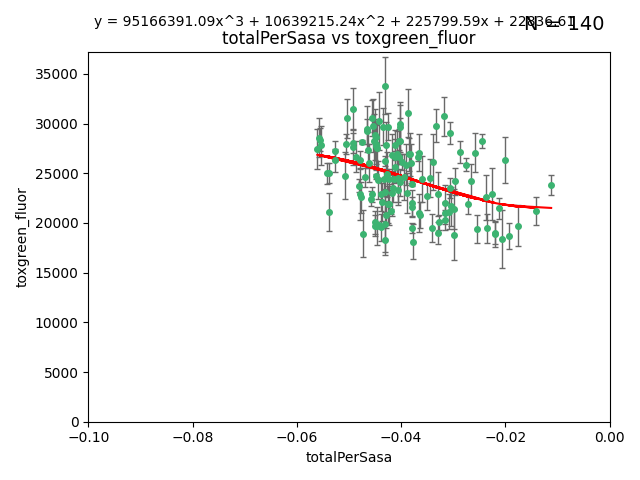 y = 95166391.09x^3 + 10639215.24x^2 + 225799.59x + 22836.61
N = 140
totalPerSasa vs toxgreen_fluor
35000
30000
25000
20000
15000
10000
5000
0
toxgreen_fluor
−0.10 −0.08 −0.06 −0.04 −0.02 0.00
totalPerSasa